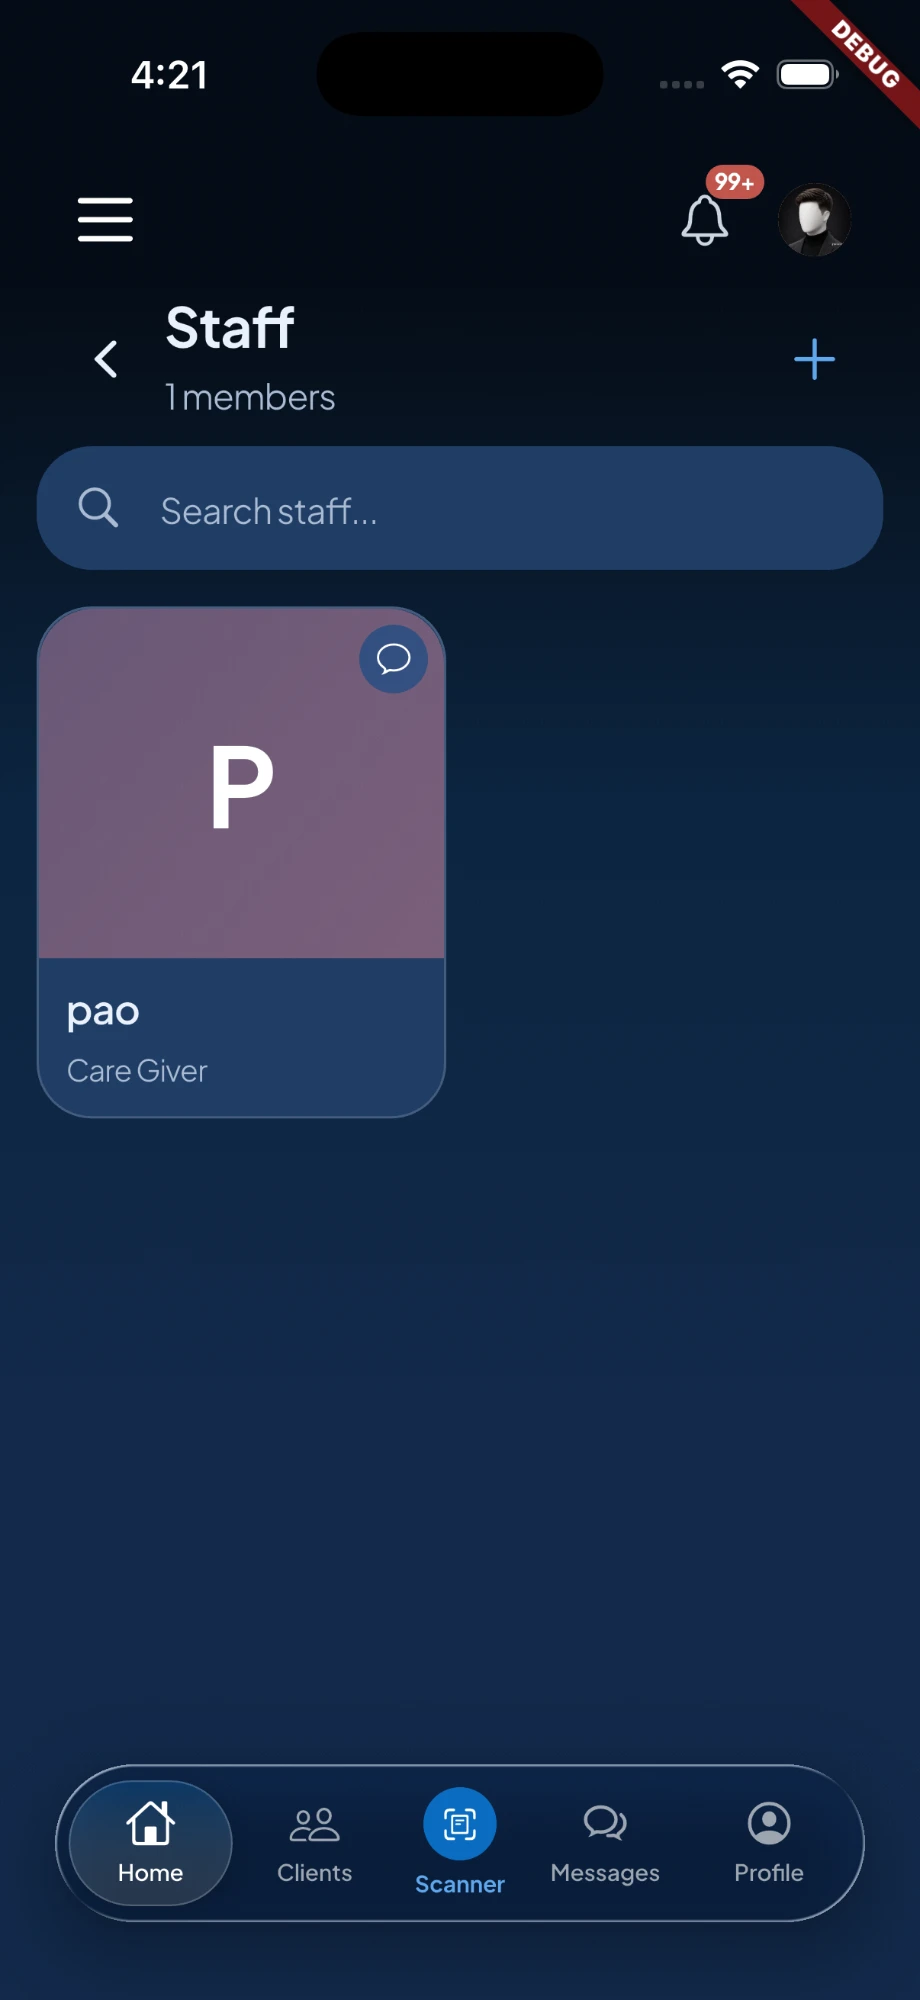 4:21
DEBUG
99+
Staff
1 members
Search staff...
P
pao
Care Giver
Home
Clients
Scanner
Messages
Profile